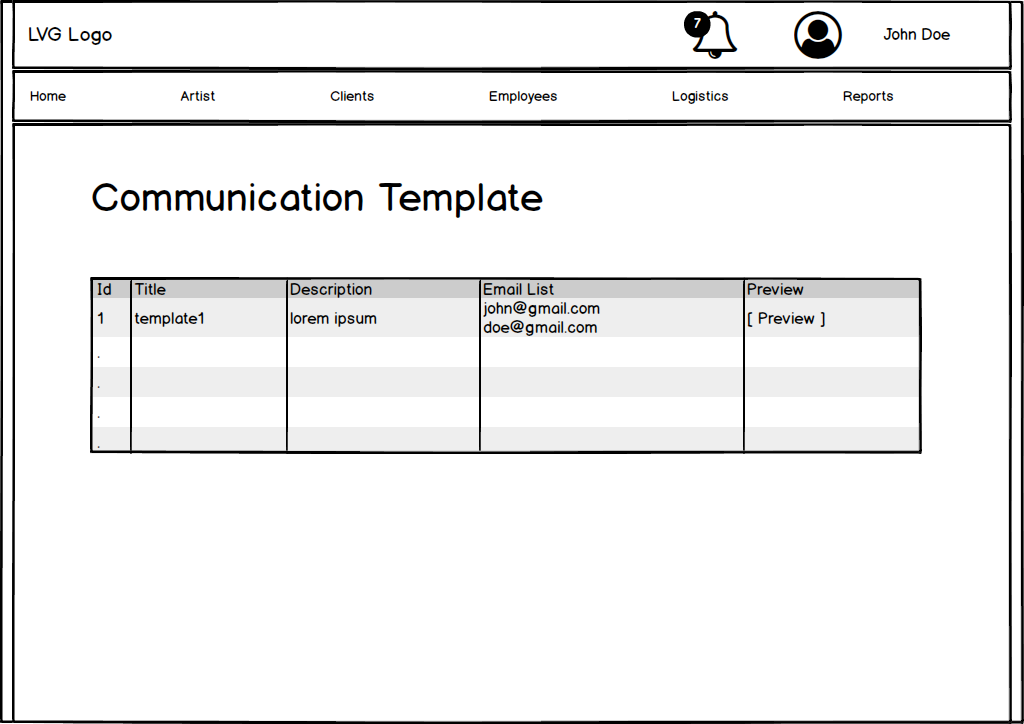 LVG Logo 7 John Doe
Home Artist Clients Employees Logistics Reports
Communication Template
Id Title Description Email List Preview
1 template1 lorem ipsum john@gmail.com [ Preview ]
doe@gmail.com
.
.
.
.